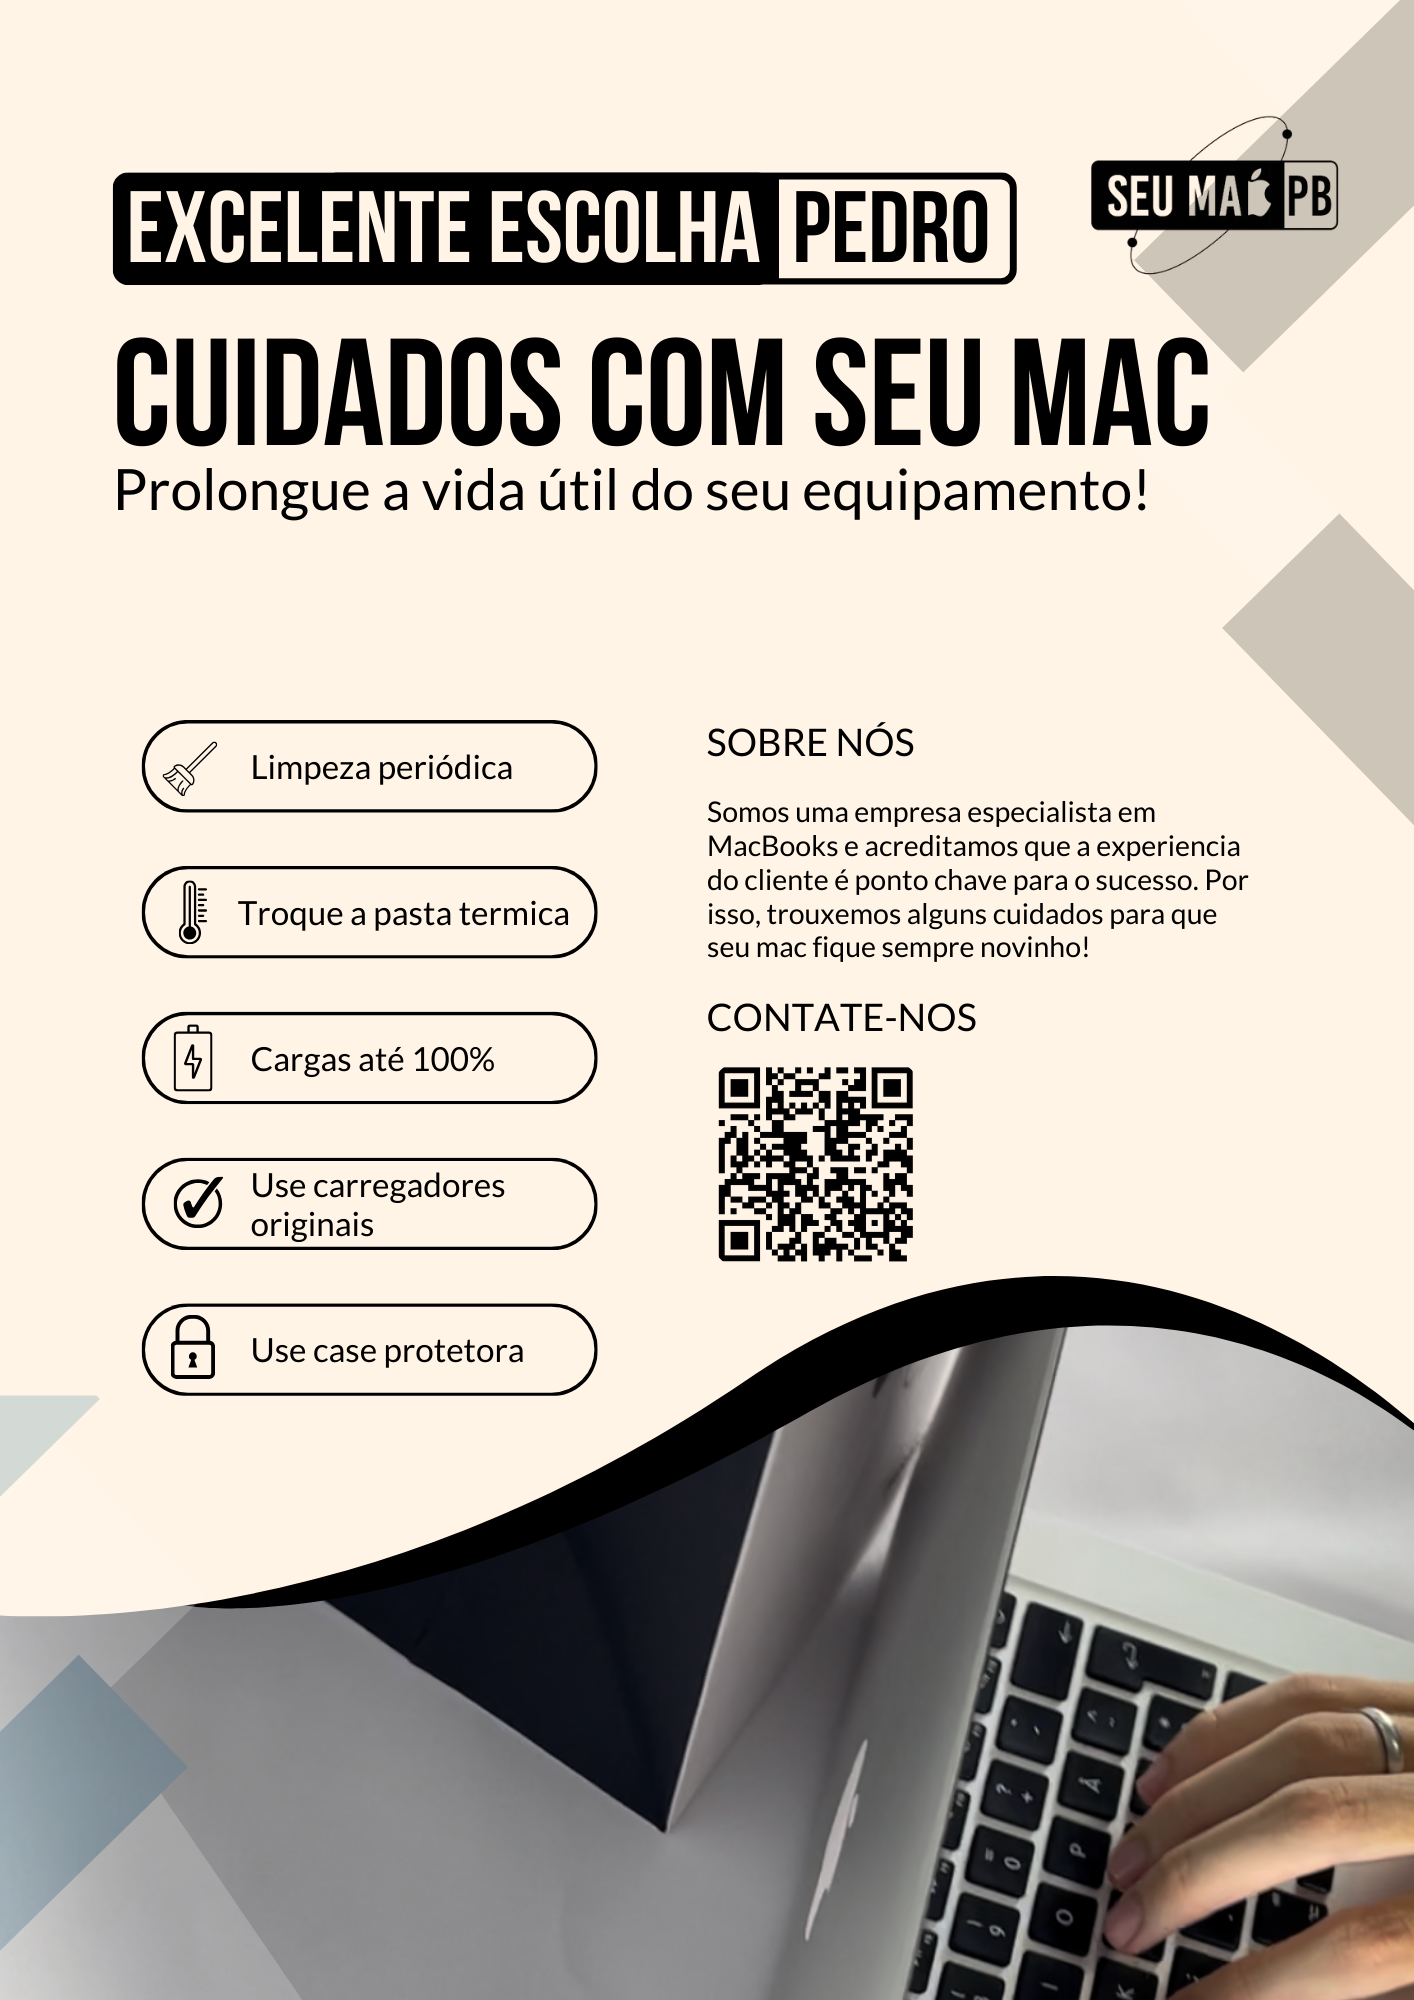 EXCELENTE ESCOLHA PEDRO
SEU MA PB
CUIDADOS COM SEU MAC
Prolongue a vida útil do seu equipamento!
Limpeza periódica
Troque a pasta termica
Cargas até 100%
Use carregadores
originais
Use case protetora
SOBRE NÓS
Somos uma empresa especialista em
MacBooks e acreditamos que a experiencia
do cliente é ponto chave para o sucesso. Por
isso, trouxemos alguns cuidados para que
seu mac fique sempre novinho!
CONTATE-NOS